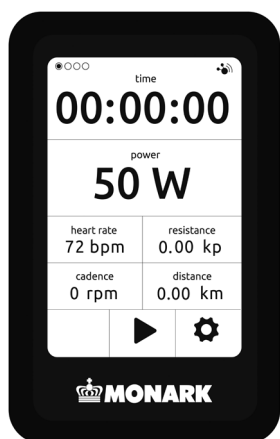 time
00:00:00
power
50 W
heart rate
72 bpm
resistance
0.00 kp
cadence
0 rpm
distance
0.00 km
MONARK